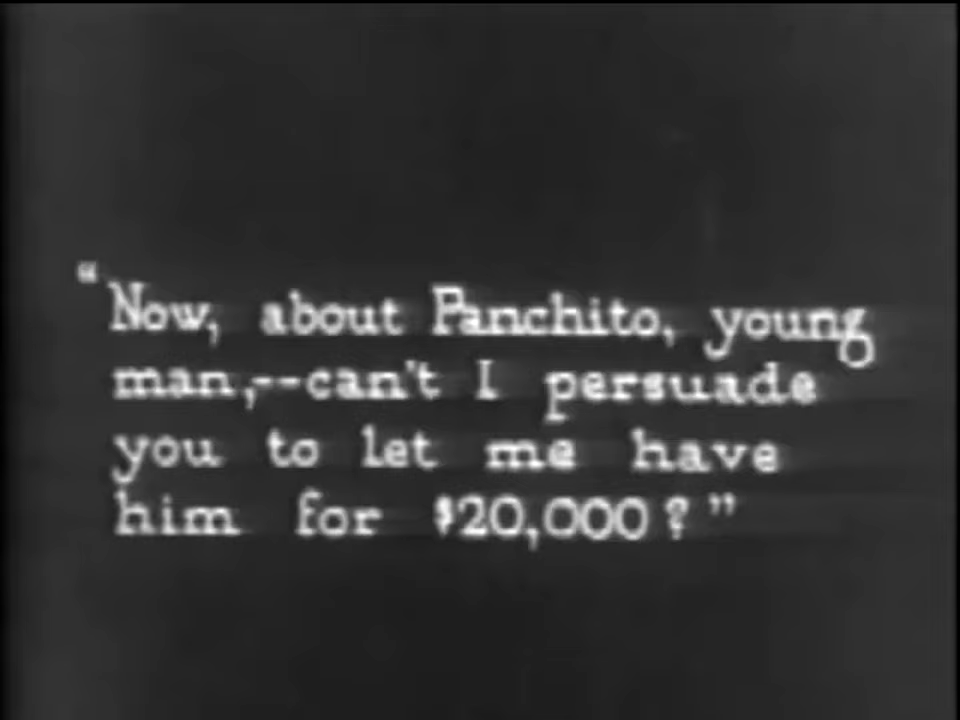 "Now, about Panchito, young
man,--can't I persuade
you to let me have
him for $20,000?"